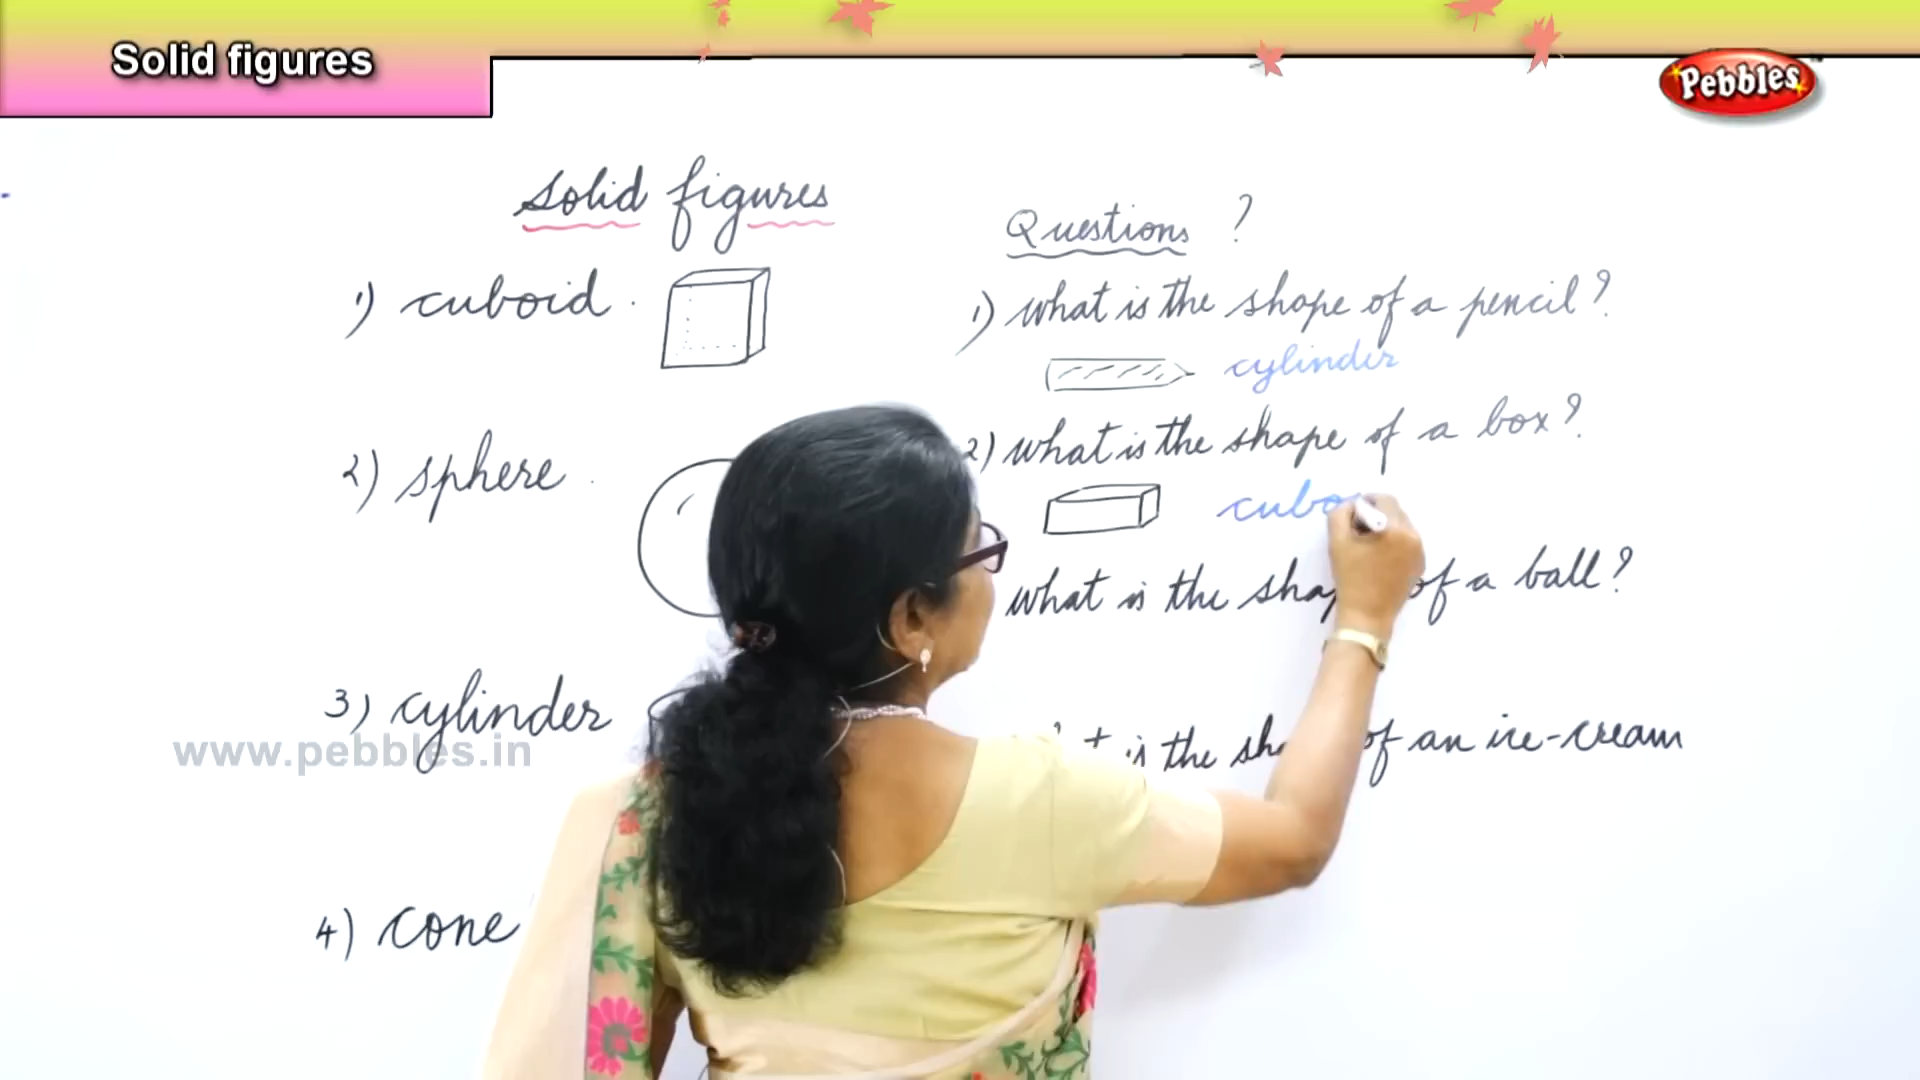 Solid figures
Pebbles
Solid figures
1) cuboid
2) sphere
3) cylinder
4) cone
www.pebbles.in
Questions ?
1) what is the shape of a pencil?
cylinder
2) what is the shape of a box?
cubo
what is the of a ball?
is the of an ice-cream